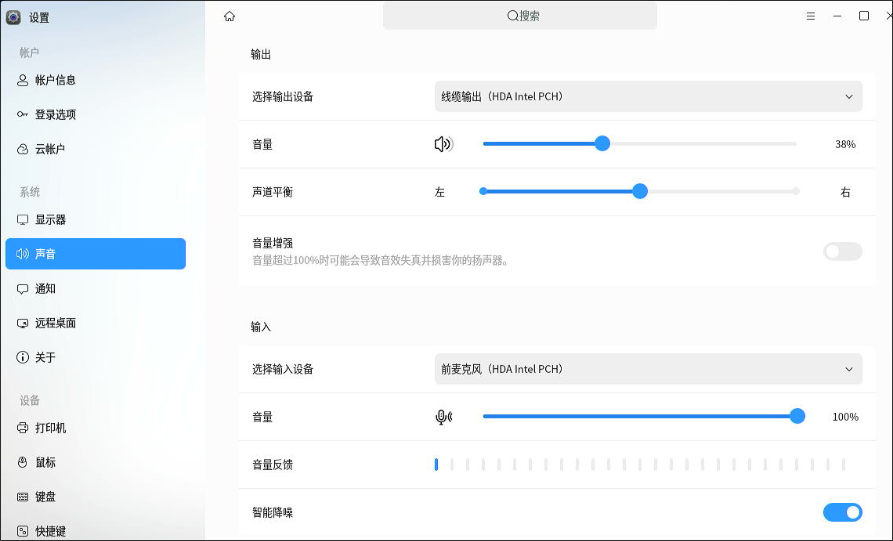 设置
搜索
帐户
帐户信息
登录选项
云帐户
系统
显示器
声音
通知
远程桌面
关于
设备
打印机
鼠标
键盘
快捷键
输出
选择输出设备 线缆输出（HDA Intel PCH）
音量 38%
声道平衡 左 右
音量增强
音量超过100%时可能会导致音效失真并损害你的扬声器。
输入
选择输入设备 前麦克风（HDA Intel PCH）
音量 100%
音量反馈
智能降噪